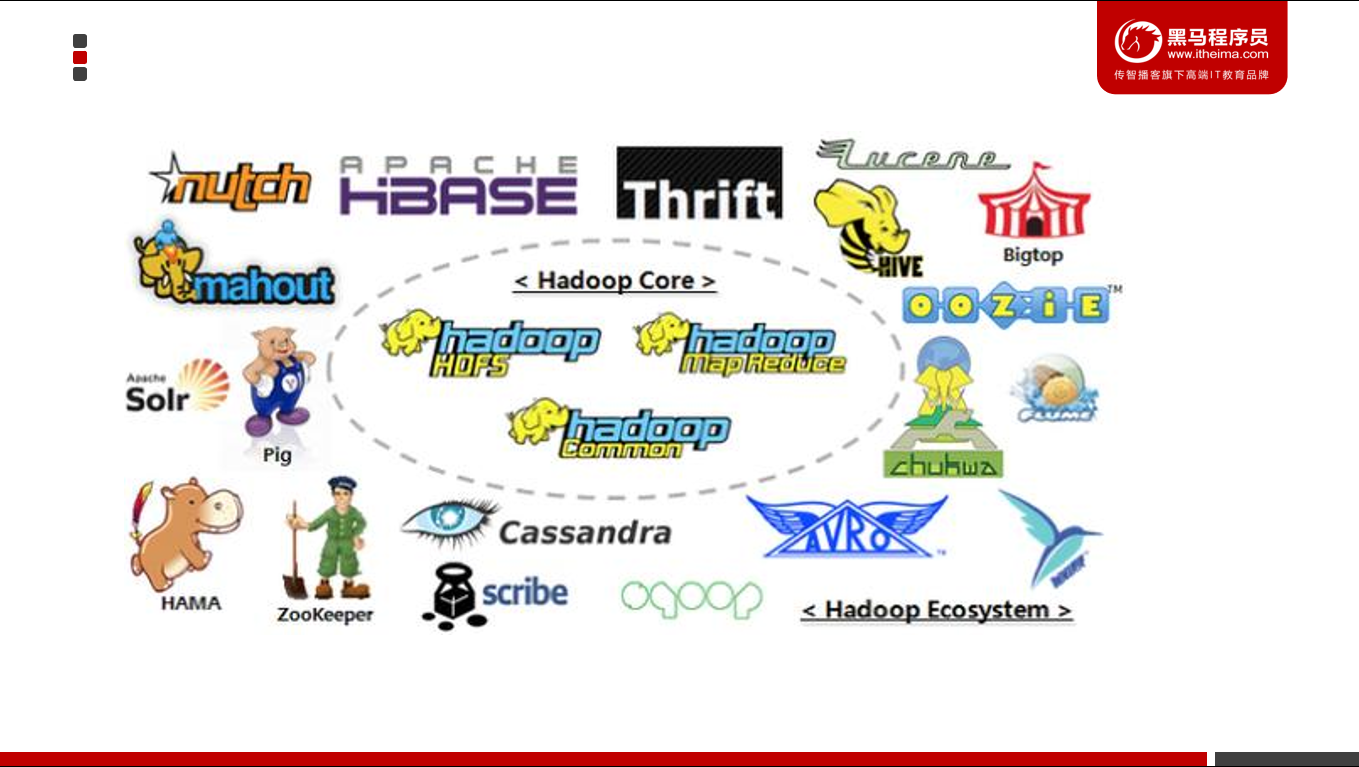 黑马程序员
www.itheima.com
传智播客旗下高端IT教育品牌
nutch
APACHE
HBASE
Thrift
Lucene
HIVE
Bigtop
mahout
< Hadoop Core >
OOZiE™
hadoop
HDFS
hadoop
Map Reduce
Apache
Solr
Pig
hadoop
Common
FLUME
chukwa
HAMA
ZooKeeper
Cassandra
AVRO™
scribe
sqoop
< Hadoop Ecosystem >